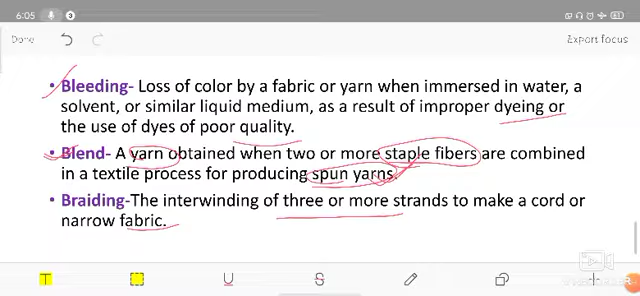 6:05
Done
Export focus
• Bleeding- Loss of color by a fabric or yarn when immersed in water, a
solvent, or similar liquid medium, as a result of improper dyeing or
the use of dyes of poor quality.
• Blend- A yarn obtained when two or more staple fibers are combined
in a textile process for producing spun yarns.
• Braiding-The interwinding of three or more strands to make a cord or
narrow fabric.
T
U
S